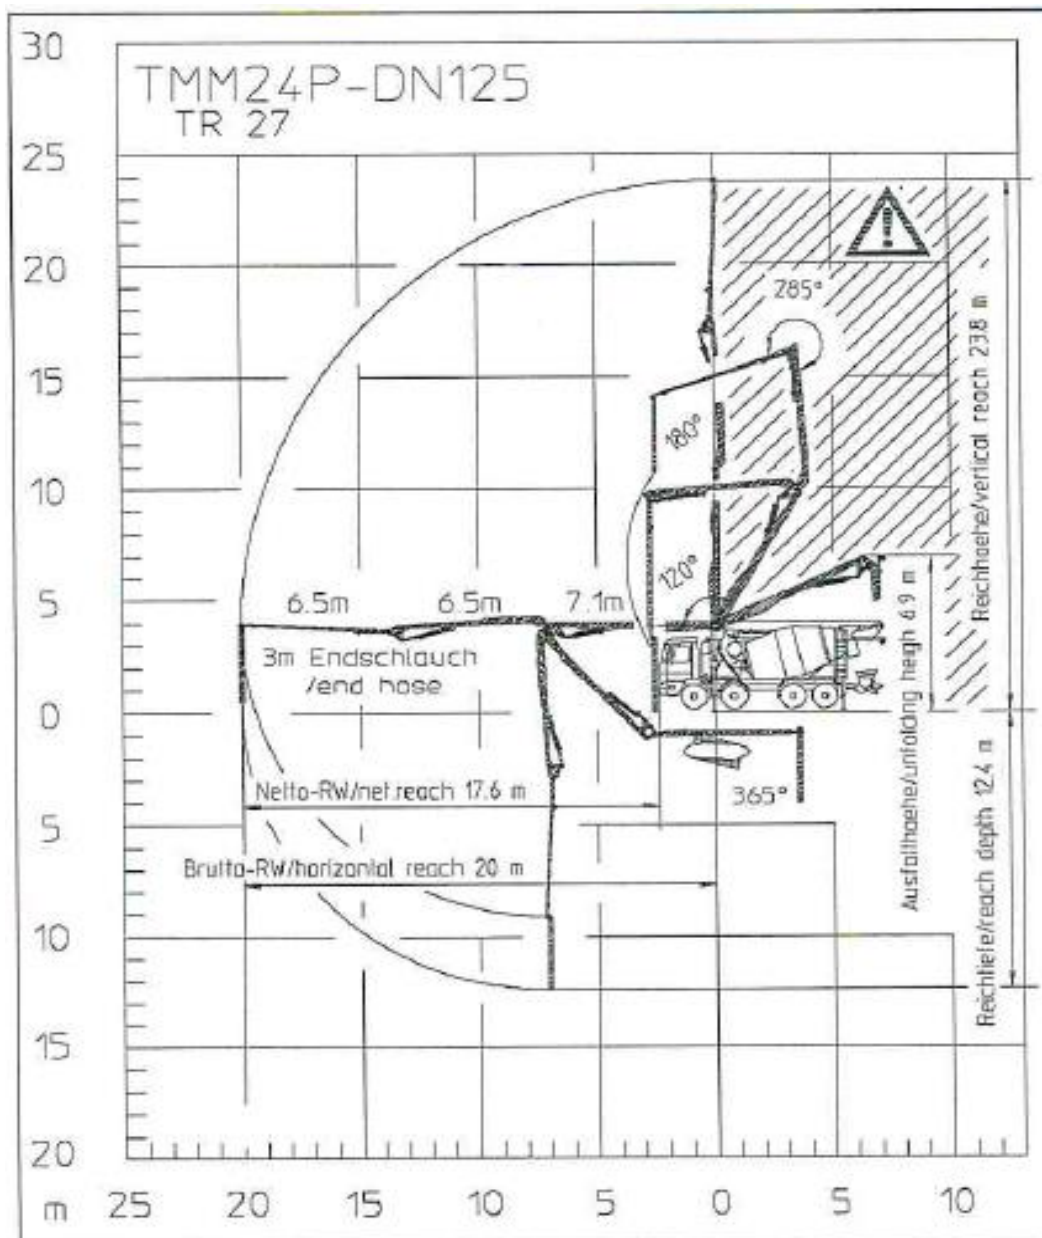 30
TMM24P-DN125
TR 27
25
20
285°
15
180°
10
120°
6.5m 6.5m 7.1m
5
3m Endschlauch
/end hose
0
Netto-RW/net.reach 17.6 m
365°
5
Brutto-RW/horizontal reach 20 m
10
15
20
m 25 20 15 10 5 0 5 10
Reichhoehe/vertical reach 23.8 m
Ausfalthoehe/unfolding heigh 6.9 m
Reichtiefe/reach depth 12.4 m
!